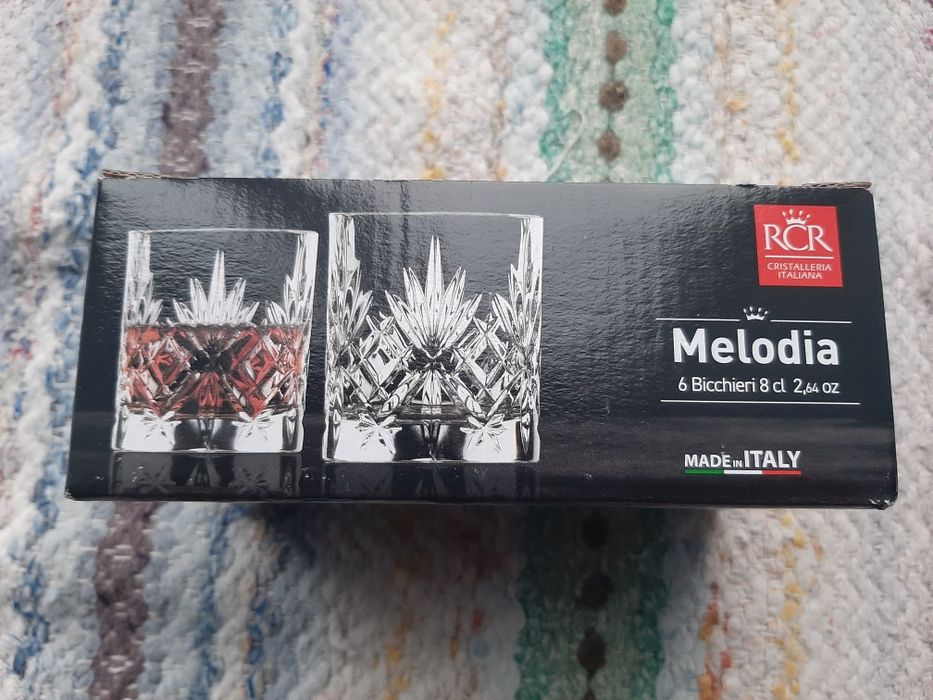 RCR
CRISTALLERIA
ITALIANA
Melodia
6 Bicchieri 8 cl 2,64 oz
MADE IN ITALY